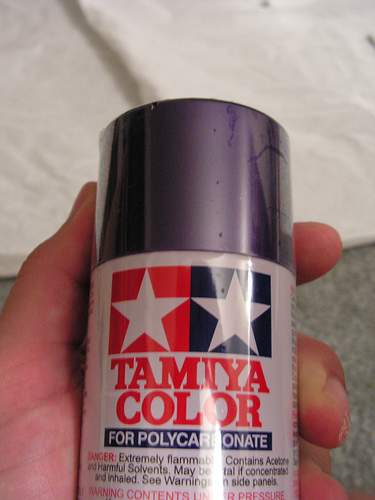 TAMIYA
COLOR
FOR POLYCARBONATE
DANGER: Extremely flammable. Contains Acetone
and Harmful Solvents. May be fatal if concentrated
and inhaled. See Warnings on side panels.
WARNING CONTENTS UNDER PRESSURE